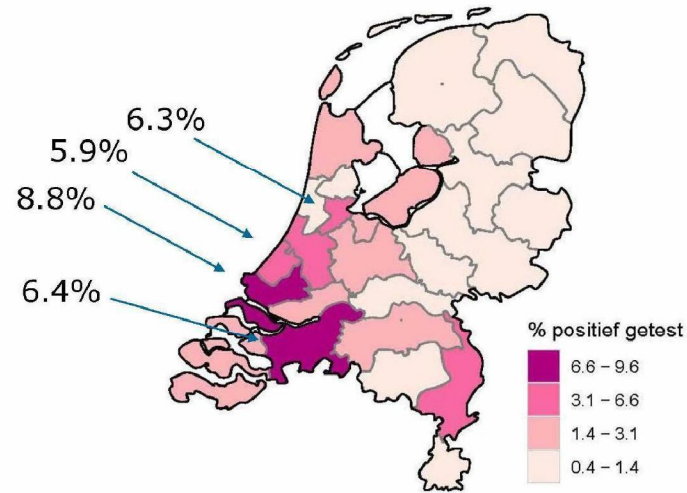 6.3%
5.9%
8.8%
6.4%
% positief getest
6.6 – 9.6
3.1 – 6.6
1.4 – 3.1
0.4 – 1.4